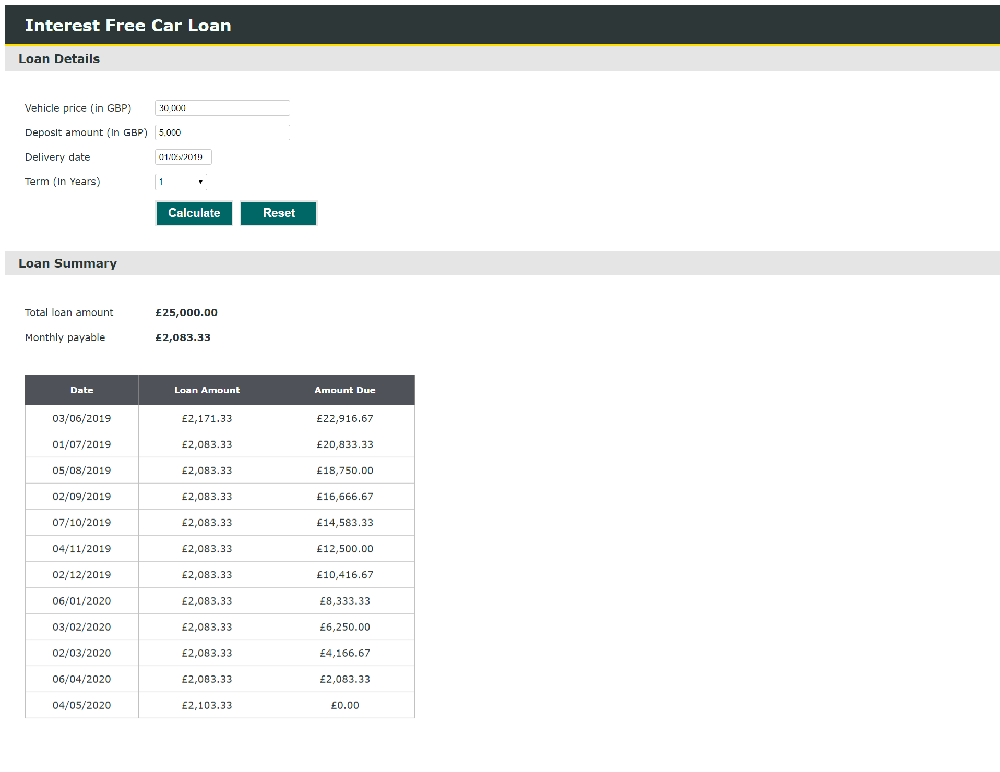 Interest Free Car Loan
Loan Details
Vehicle price (in GBP) 30,000
Deposit amount (in GBP) 5,000
Delivery date 01/05/2019
Term (in Years) 1
Calculate Reset
Loan Summary
Total loan amount £25,000.00
Monthly payable £2,083.33
Date Loan Amount Amount Due
03/06/2019 £2,171.33 £22,916.67
01/07/2019 £2,083.33 £20,833.33
05/08/2019 £2,083.33 £18,750.00
02/09/2019 £2,083.33 £16,666.67
07/10/2019 £2,083.33 £14,583.33
04/11/2019 £2,083.33 £12,500.00
02/12/2019 £2,083.33 £10,416.67
06/01/2020 £2,083.33 £8,333.33
03/02/2020 £2,083.33 £6,250.00
02/03/2020 £2,083.33 £4,166.67
06/04/2020 £2,083.33 £2,083.33
04/05/2020 £2,103.33 £0.00